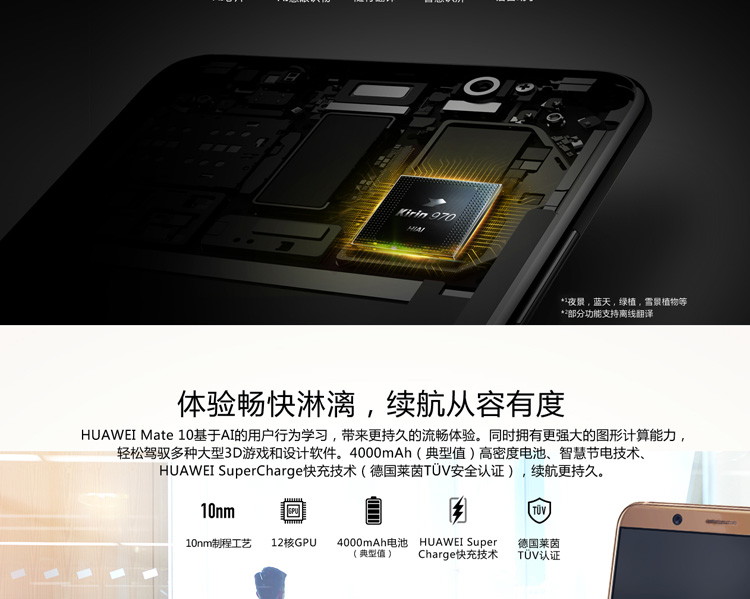 Kirin 970
HiAI
*¹夜景，蓝天，绿植，雪景植物等
*²部分功能支持离线翻译
体验畅快淋漓，续航从容有度
HUAWEI Mate 10基于AI的用户行为学习，带来更持久的流畅体验。同时拥有更强大的图形计算能力，
轻松驾驭多种大型3D游戏和设计软件。4000mAh（典型值）高密度电池、智慧节电技术、
HUAWEI SuperCharge快充技术（德国莱茵TÜV安全认证），续航更持久。
10nm
GPU
TÜV
10nm制程工艺
12核GPU
4000mAh电池
（典型值）
HUAWEI Super
Charge快充技术
德国莱茵
TÜV认证